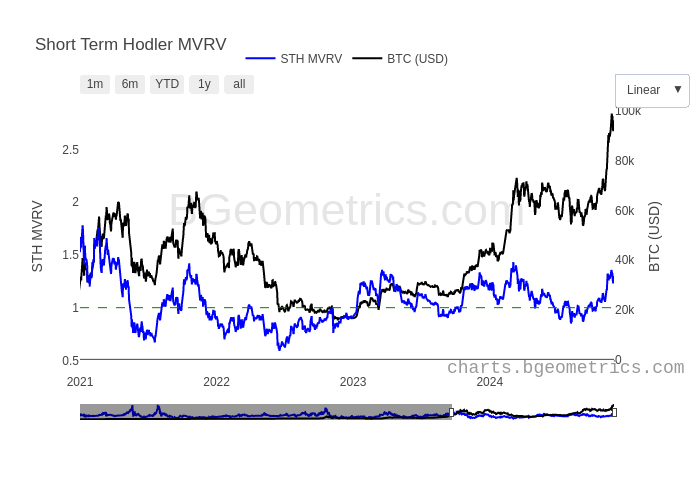 Short Term Hodler MVRV
STH MVRV BTC (USD)
1m 6m YTD 1y all
Linear ▼
100k
2.5
80k
2
BGeometrics.com
60k
STH MVRV
BTC (USD)
1.5
40k
1
20k
0.5
0
charts.bgeometrics.com
2021 2022 2023 2024